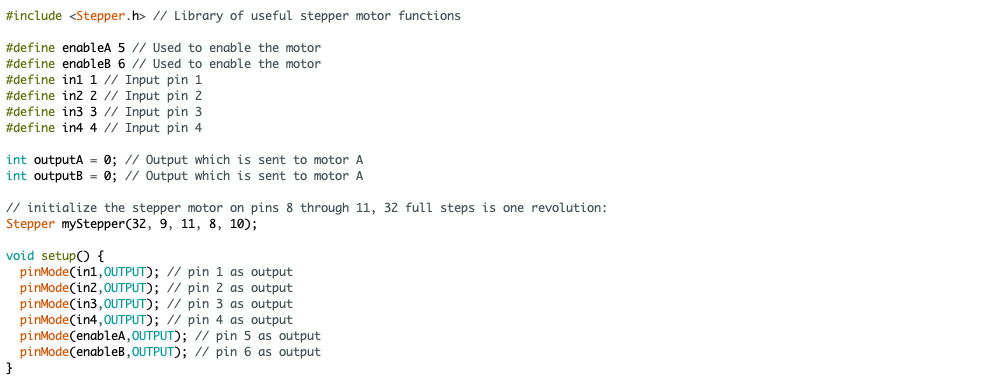 #include <Stepper.h> // Library of useful stepper motor functions
#define enableA 5 // Used to enable the motor
#define enableB 6 // Used to enable the motor
#define in1 1 // Input pin 1
#define in2 2 // Input pin 2
#define in3 3 // Input pin 3
#define in4 4 // Input pin 4
int outputA = 0; // Output which is sent to motor A
int outputB = 0; // Output which is sent to motor A
// initialize the stepper motor on pins 8 through 11, 32 full steps is one revolution:
Stepper myStepper(32, 9, 11, 8, 10);
void setup() {
  pinMode(in1,OUTPUT); // pin 1 as output
  pinMode(in2,OUTPUT); // pin 2 as output
  pinMode(in3,OUTPUT); // pin 3 as output
  pinMode(in4,OUTPUT); // pin 4 as output
  pinMode(enableA,OUTPUT); // pin 5 as output
  pinMode(enableB,OUTPUT); // pin 6 as output
}